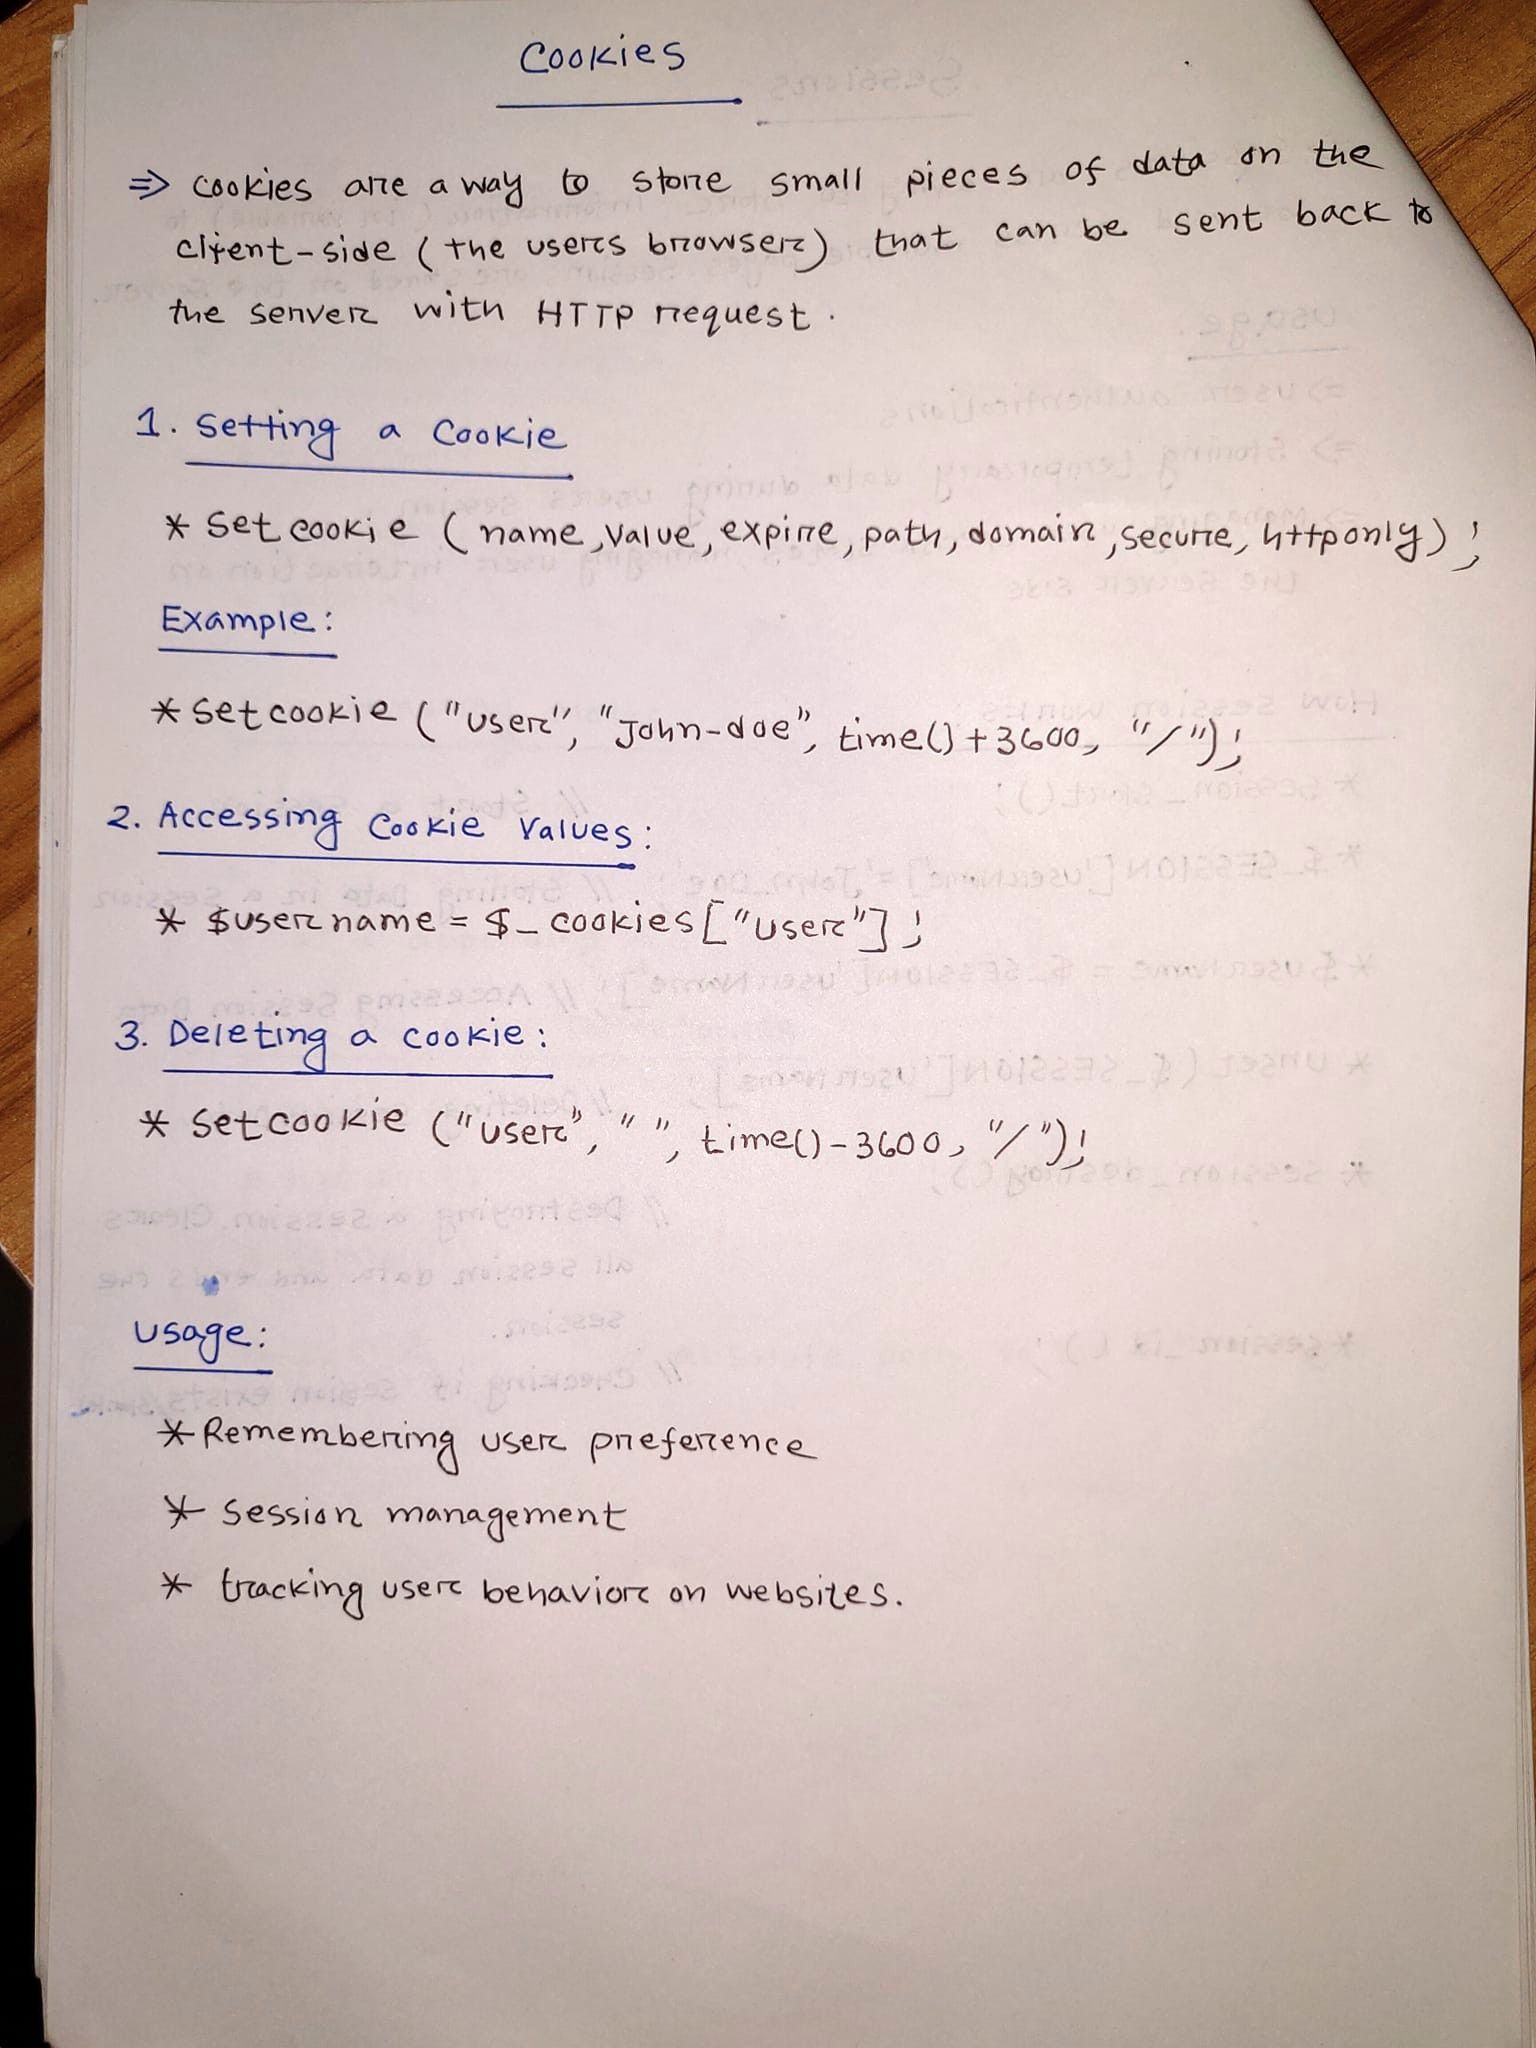 Cookies
=> Cookies are a way to store small pieces of data on the
client-side (the users browser) that can be sent back to
the server with HTTP request.
1. Setting a Cookie
* Set cookie (name, Value, expire, path, domain, secure, httponly);
Example:
* Setcookie ("user", "John-doe", time()+3600, "/");
2. Accessing Cookie Values:
* $user name = $_cookies["user"];
3. Deleting a cookie:
* Setcookie ("user", " ", time()-3600, "/");
usage:
* Remembering user preference
* Session management
* tracking user behavior on websites.